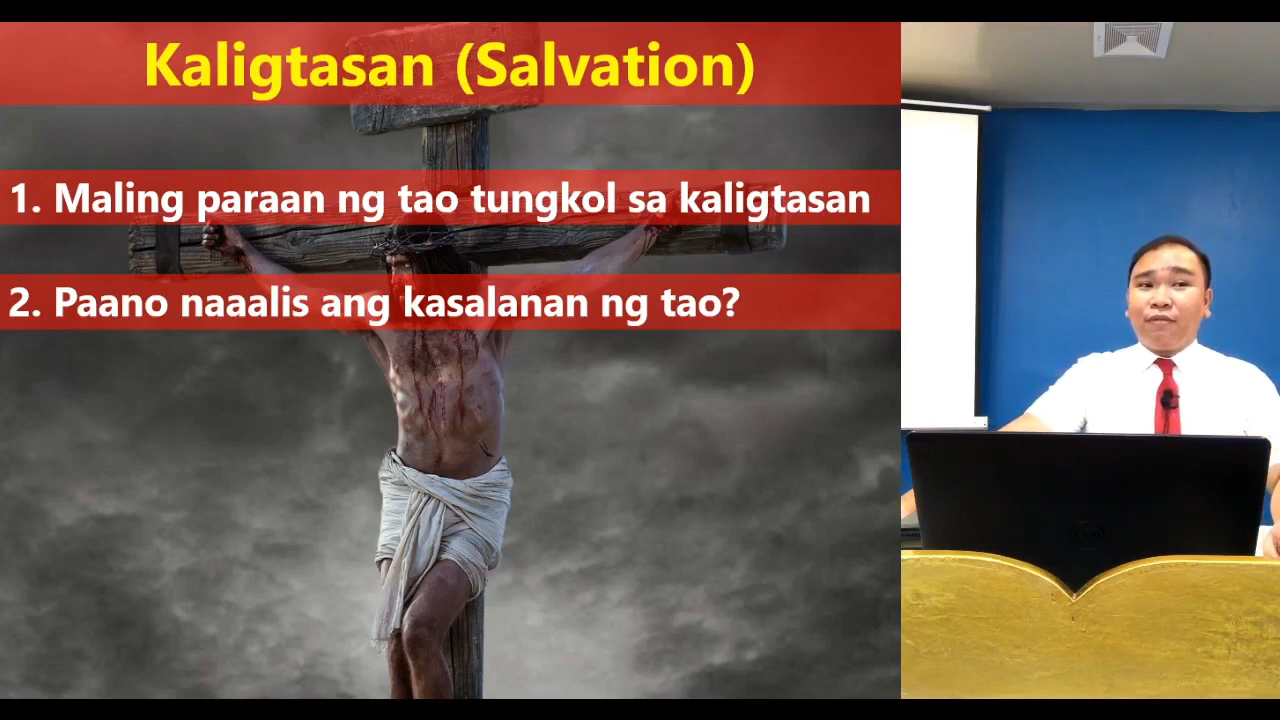 Kaligtasan (Salvation)
1. Maling paraan ng tao tungkol sa kaligtasan
2. Paano naaalis ang kasalanan ng tao?